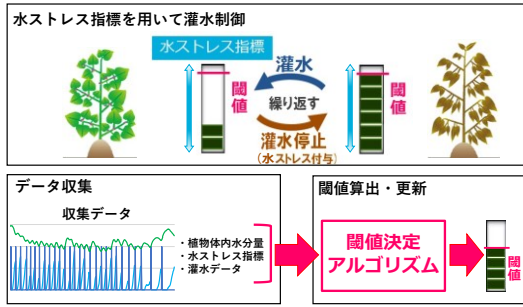 水ストレス指標を用いて灌水制御
水ストレス指標
閾値
灌水
繰り返す
灌水停止
(水ストレス付与)
閾値
データ収集
収集データ
・植物体内水分量
・水ストレス指標
・灌水データ
閾値算出・更新
閾値決定
アルゴリズム
閾値